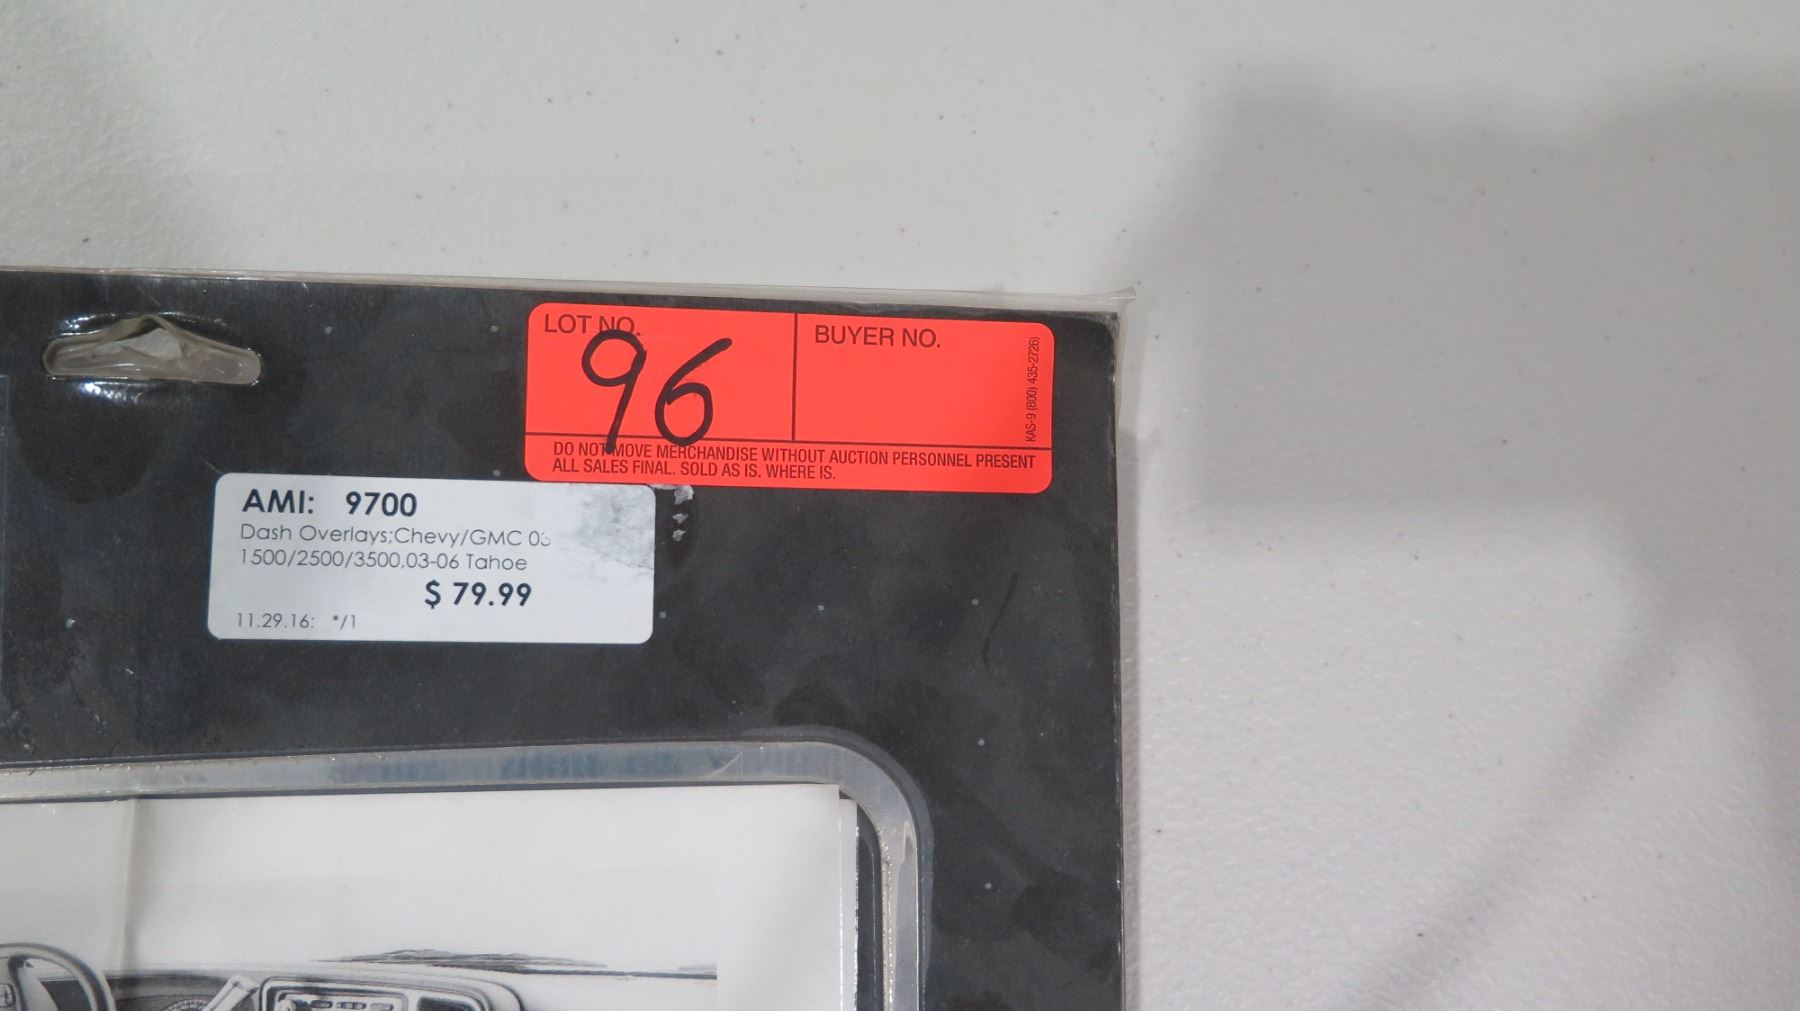 LOT NO.
96
BUYER NO.
KAS-9 (800) 435-2726)
DO NOT MOVE MERCHANDISE WITHOUT AUCTION PERSONNEL PRESENT
ALL SALES FINAL. SOLD AS IS. WHERE IS.
AMI: 9700
Dash Overlays;Chevy/GMC
1500/2500/3500,03-06 Tahoe
$ 79.99
11.29.16: */1